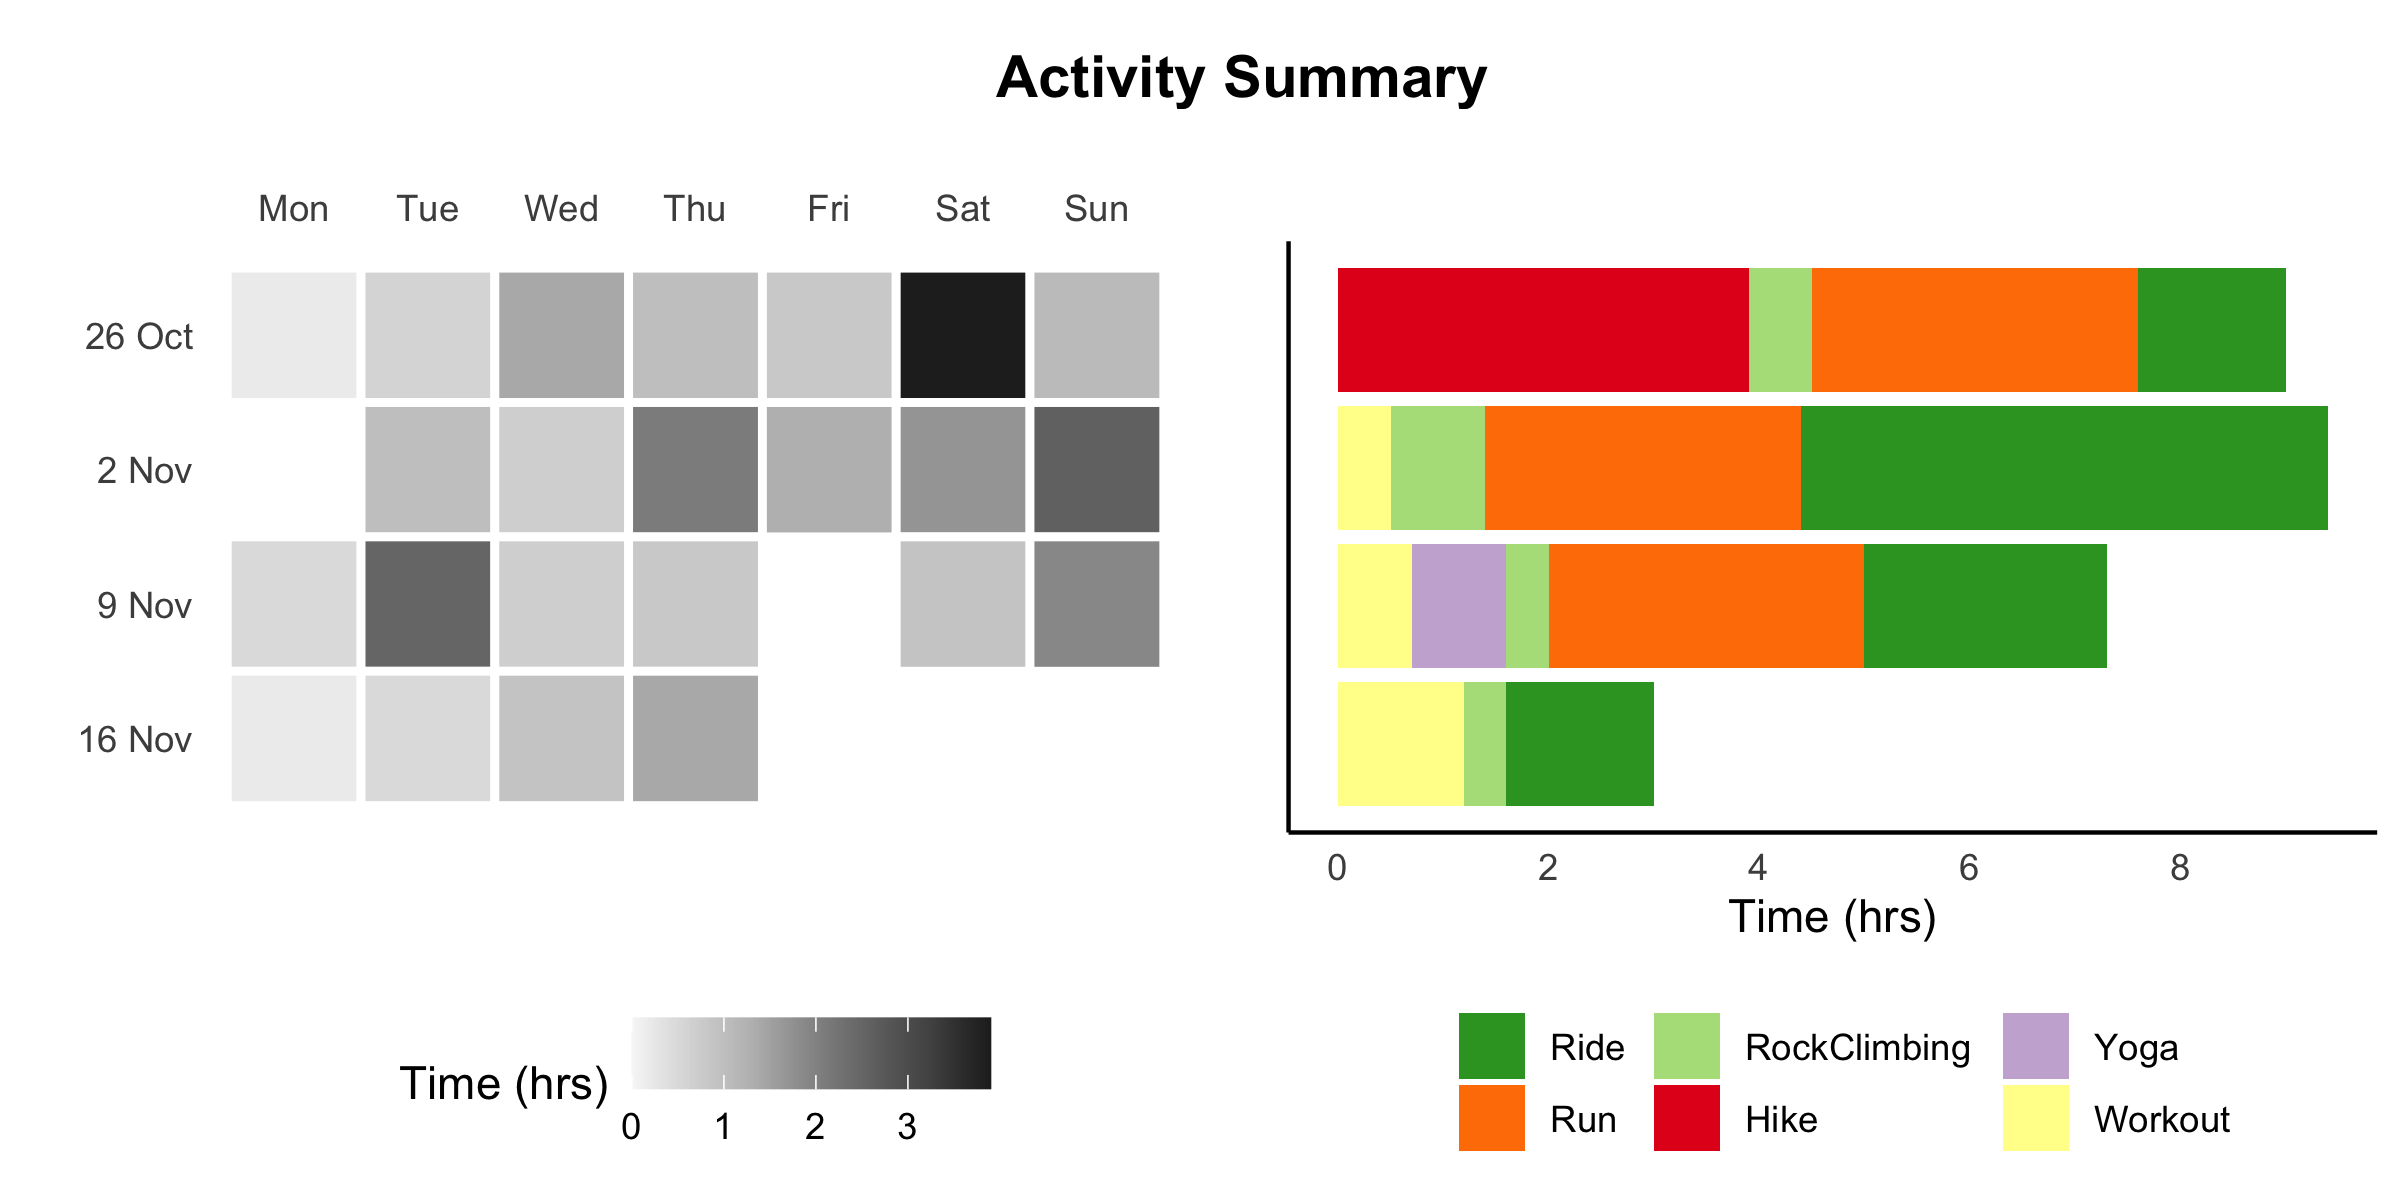 Activity Summary
Mon Tue Wed Thu Fri Sat Sun
26 Oct
2 Nov
9 Nov
16 Nov
0 2 4 6 8
Time (hrs)
Time (hrs)
0 1 2 3
Ride RockClimbing Yoga
Run Hike Workout